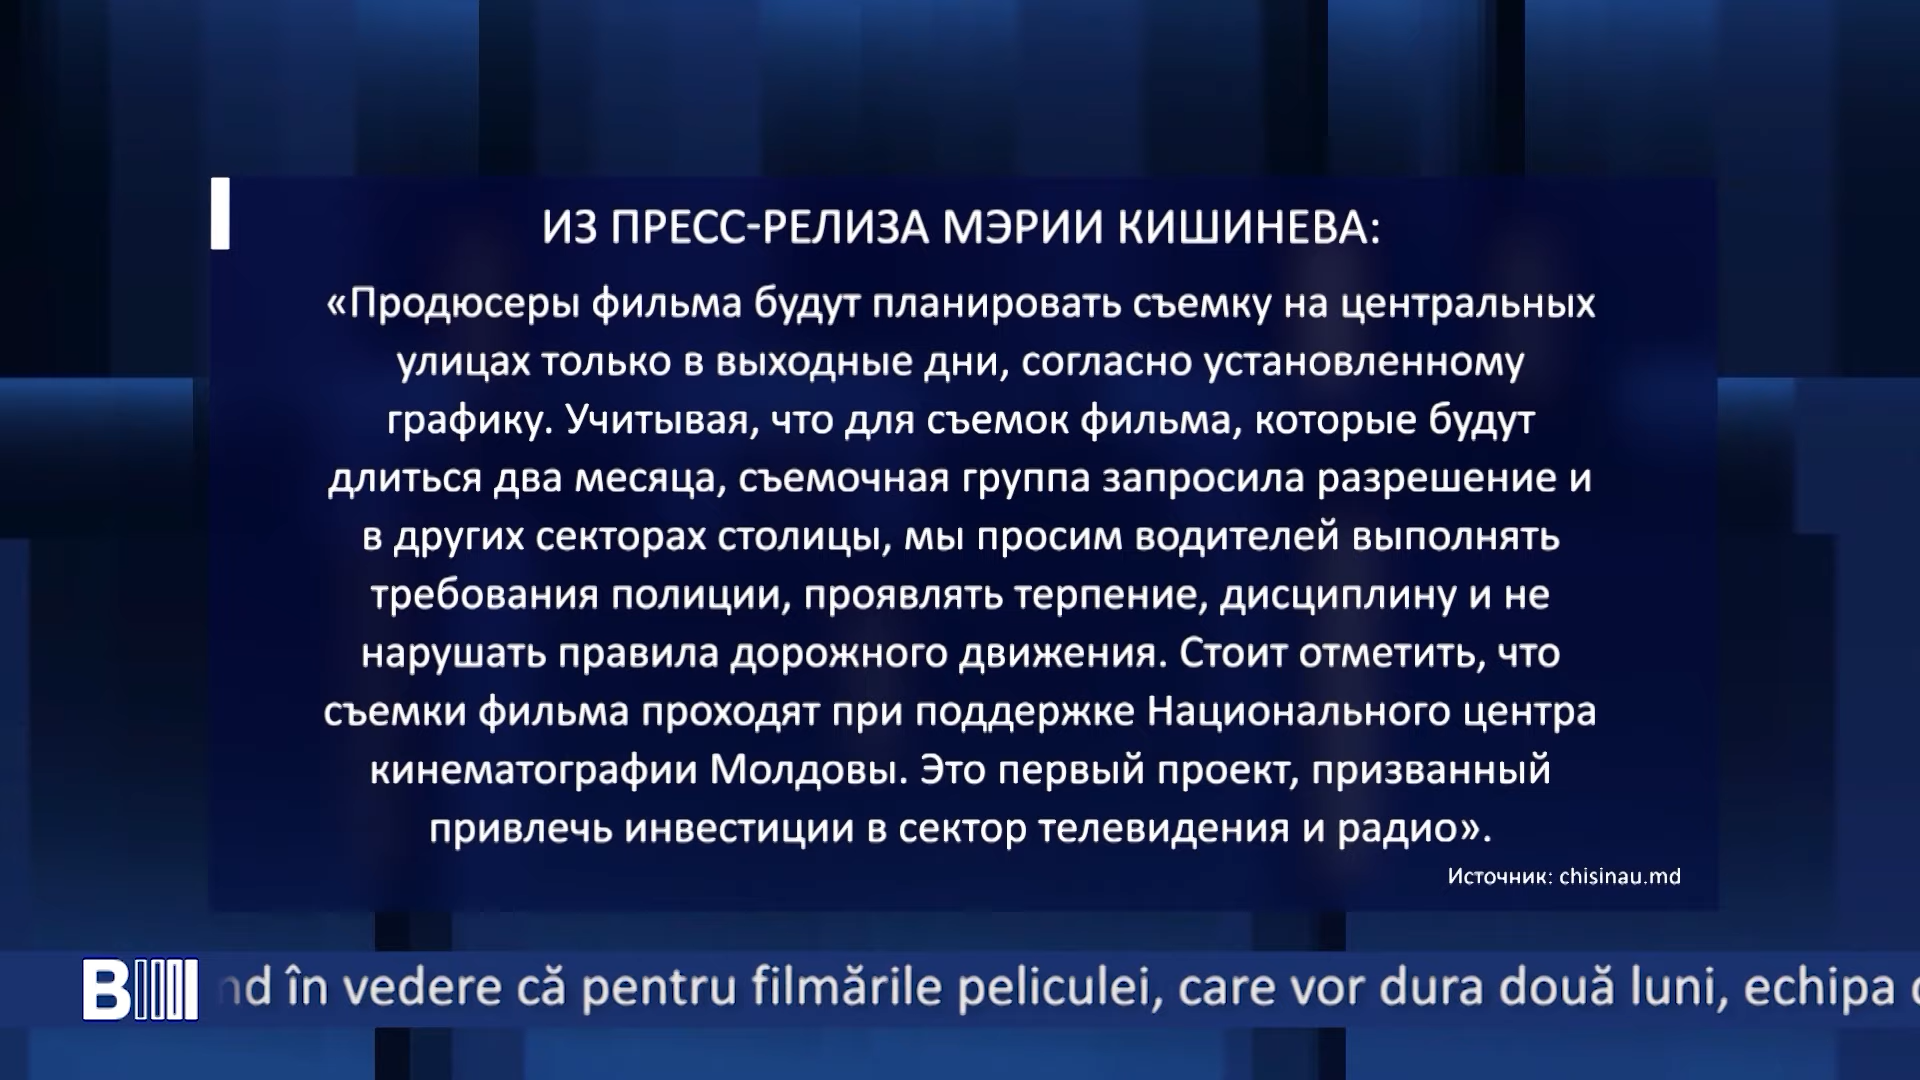 ИЗ ПРЕСС-РЕЛИЗА МЭРИИ КИШИНЕВА:
«Продюсеры фильма будут планировать съемку на центральных
улицах только в выходные дни, согласно установленному
графику. Учитывая, что для съемок фильма, которые будут
длиться два месяца, съемочная группа запросила разрешение и
в других секторах столицы, мы просим водителей выполнять
требования полиции, проявлять терпение, дисциплину и не
нарушать правила дорожного движения. Стоит отметить, что
съемки фильма проходят при поддержке Национального центра
кинематографии Молдовы. Это первый проект, призванный
привлечь инвестиции в сектор телевидения и радио».
Источник: chisinau.md
nd în vedere că pentru filmările peliculei, care vor dura două luni, echipa